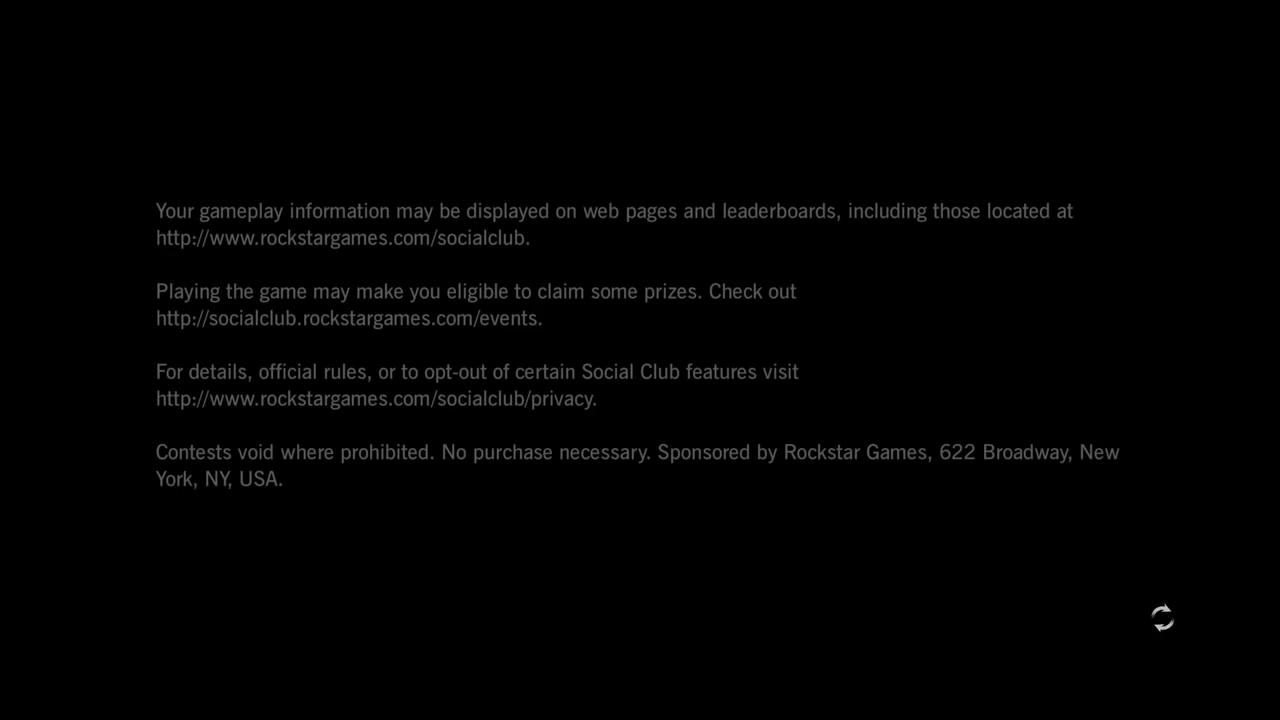 Your gameplay information may be displayed on web pages and leaderboards, including those located at
http://www.rockstargames.com/socialclub.
Playing the game may make you eligible to claim some prizes. Check out
http://socialclub.rockstargames.com/events.
For details, official rules, or to opt-out of certain Social Club features visit
http://www.rockstargames.com/socialclub/privacy.
Contests void where prohibited. No purchase necessary. Sponsored by Rockstar Games, 622 Broadway, New
York, NY, USA.